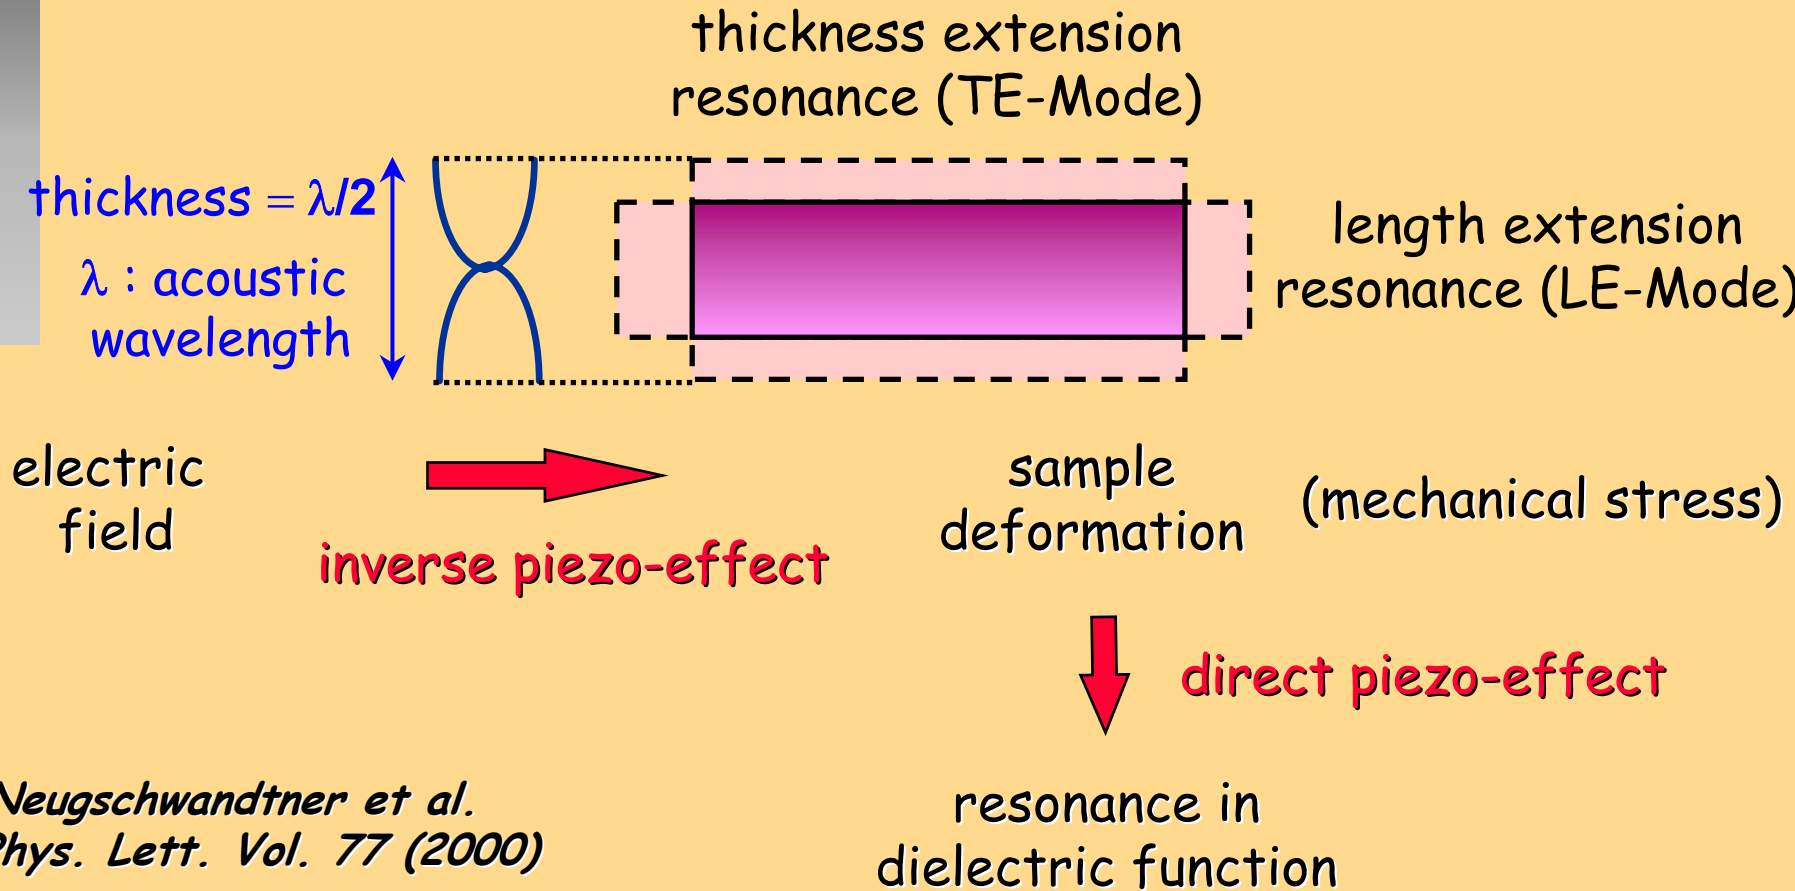 thickness extension
resonance (TE-Mode)
thickness = λ/2
λ : acoustic
wavelength
length extension
resonance (LE-Mode)
electric
field
inverse piezo-effect
sample
deformation
(mechanical stress)
direct piezo-effect
Neugschwandtner et al.
Phys. Lett. Vol. 77 (2000)
resonance in
dielectric function